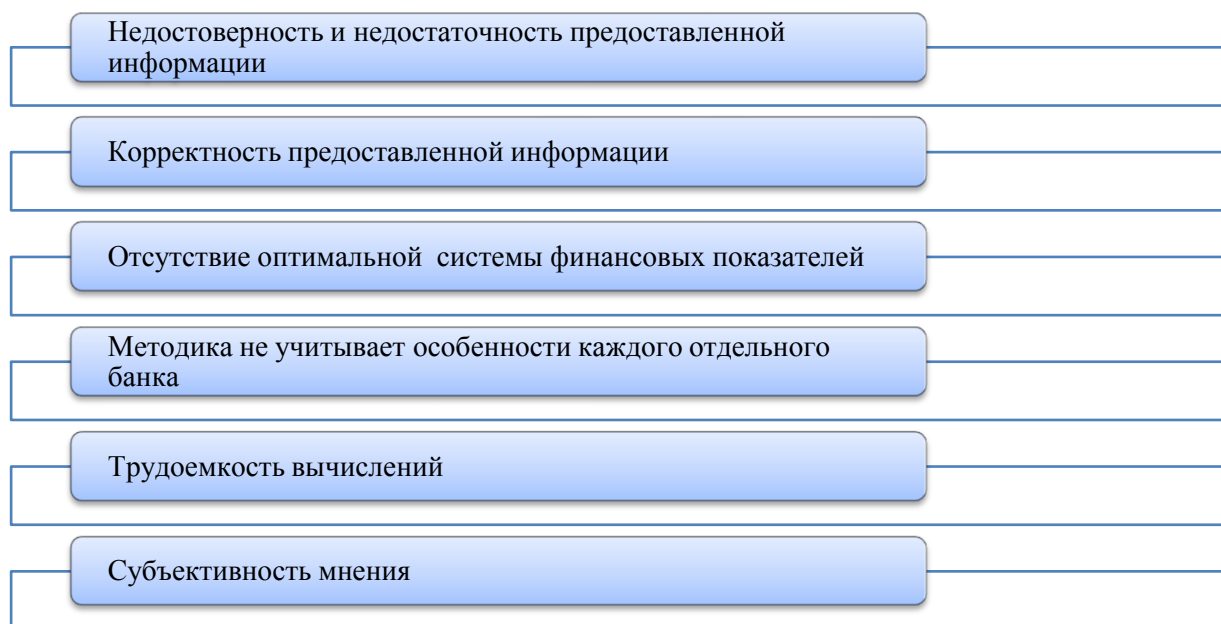 Недостоверность и недостаточность предоставленной
информации
Корректность предоставленной информации
Отсутствие оптимальной  системы финансовых показателей
Методика не учитывает особенности каждого отдельного
банка
Трудоемкость вычислений
Субъективность мнения